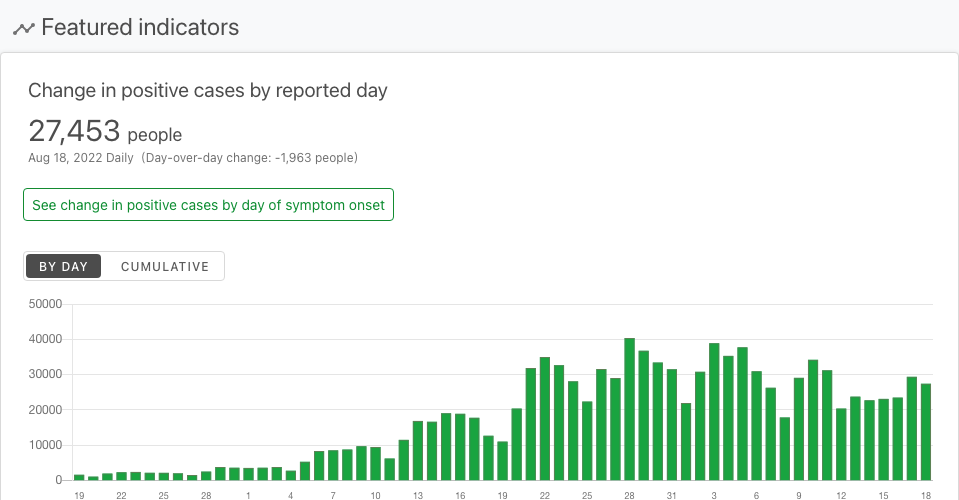 Featured indicators
Change in positive cases by reported day
27,453 people
Aug 18, 2022 Daily (Day-over-day change: -1,963 people)
See change in positive cases by day of symptom onset
BY DAY CUMULATIVE
50000
40000
30000
20000
10000
0
19 22 25 28 1 4 7 10 13 16 19 22 25 28 31 3 6 9 12 15 18